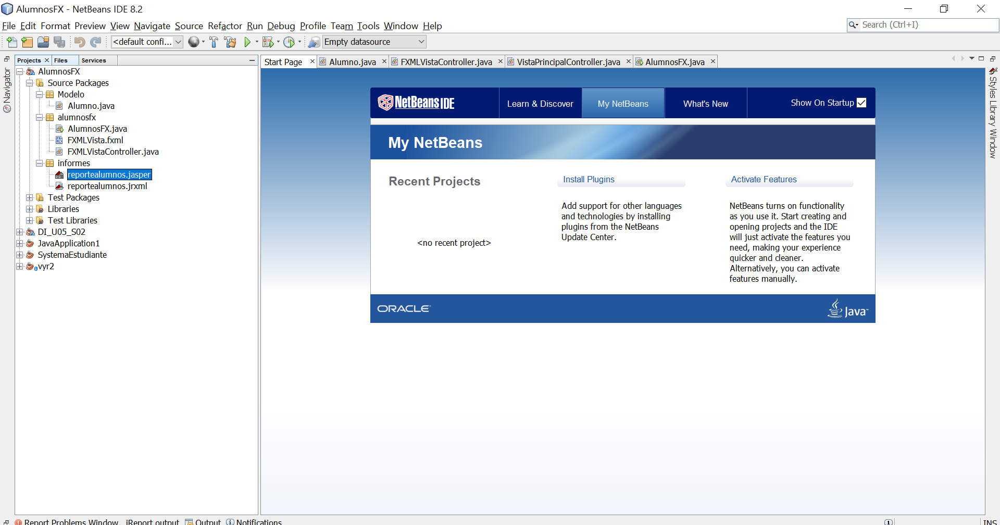 AlumnosFX - NetBeans IDE 8.2
File Edit Format Preview View Navigate Source Refactor Run Debug Profile Team Tools Window Help
Search (Ctrl+I)
<default confi...
Empty datasource
Projects Files Services
Start Page Alumno.java FXMLVistaController.java VistaPrincipalController.java AlumnosFX.java
Navigator
Styles Library Window
AlumnosFX
Source Packages
Modelo
Alumno.java
alumnosfx
AlumnosFX.java
FXMLVista.fxml
FXMLVistaController.java
informes
reportealumnos.jasper
reportealumnos.jrxml
Test Packages
Libraries
Test Libraries
DI_U05_S02
JavaApplication1
SystemaEstudiante
vyr2
NetBeans IDE
Learn & Discover
My NetBeans
What's New
Show On Startup
My NetBeans
Recent Projects
<no recent project>
Install Plugins
Add support for other languages
and technologies by installing
plugins from the NetBeans
Update Center.
Activate Features
NetBeans turns on functionality
as you use it. Start creating and
opening projects and the IDE
will just activate the features you
need, making your experience
quicker and cleaner.
Alternatively, you can activate
features manually.
ORACLE
Java
Report Problems Window iReport output Output Notifications
INS